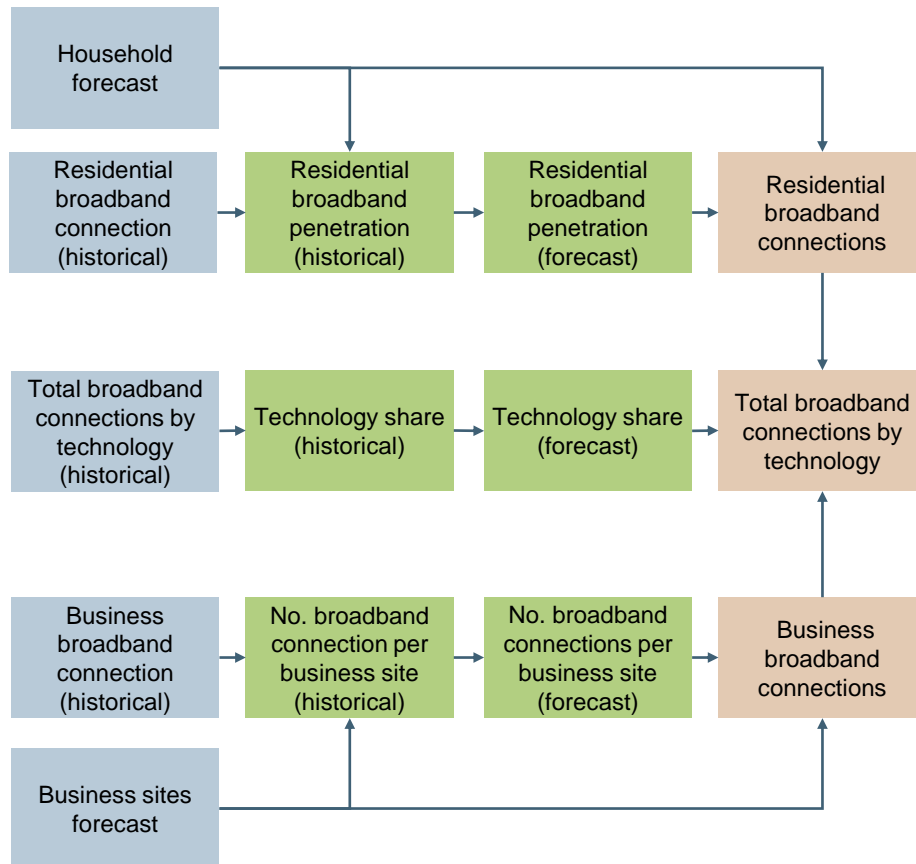 Household
forecast
Residential
broadband
connection
(historical)
Residential
broadband
penetration
(historical)
Residential
broadband
penetration
(forecast)
Residential
broadband
connections
Total broadband
connections by
technology
(historical)
Technology share
(historical)
Technology share
(forecast)
Total broadband
connections by
technology
Business
broadband
connection
(historical)
No. broadband
connection per
business site
(historical)
No. broadband
connections per
business site
(forecast)
Business
broadband
connections
Business sites
forecast